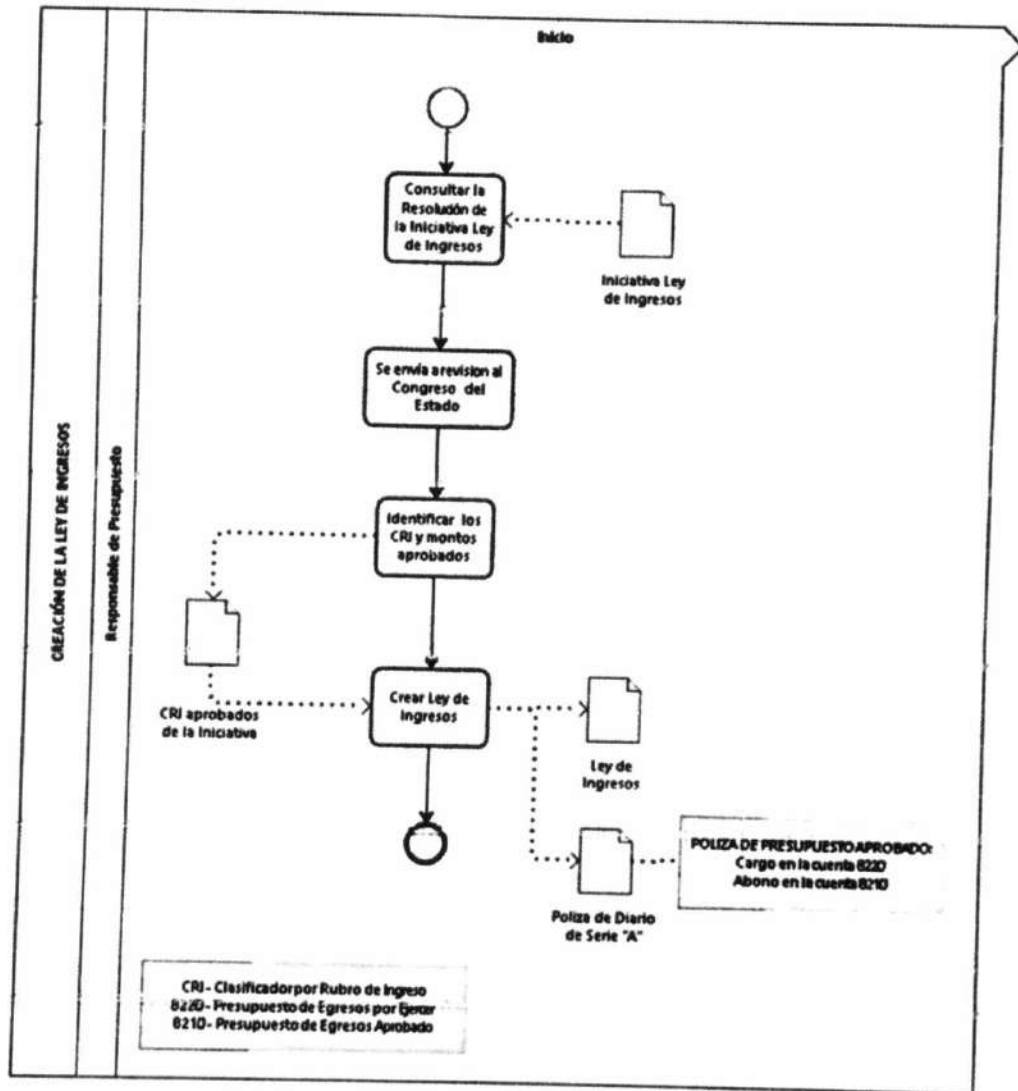 Inicio
CREACIÓN DE LA LEY DE INGRESOS
Responsable de Presupuesto
Consultar la
Resolución de
la Iniciativa Ley
de Ingresos
Iniciativa Ley
de Ingresos
Se envía a revision al
Congreso del
Estado
Identificar los
CRI y montos
aprobados
CRI aprobados
de la Iniciativa
Crear Ley de
Ingresos
Ley de
Ingresos
Poliza de Diario
de Serie "A"
POLIZA DE PRESUPUESTO APROBADO:
Cargo en la cuenta 8220
Abono en la cuenta 8210
CRI - Clasificador por Rubro de Ingreso
8220 - Presupuesto de Egresos por Ejercer
8210 - Presupuesto de Egresos Aprobado